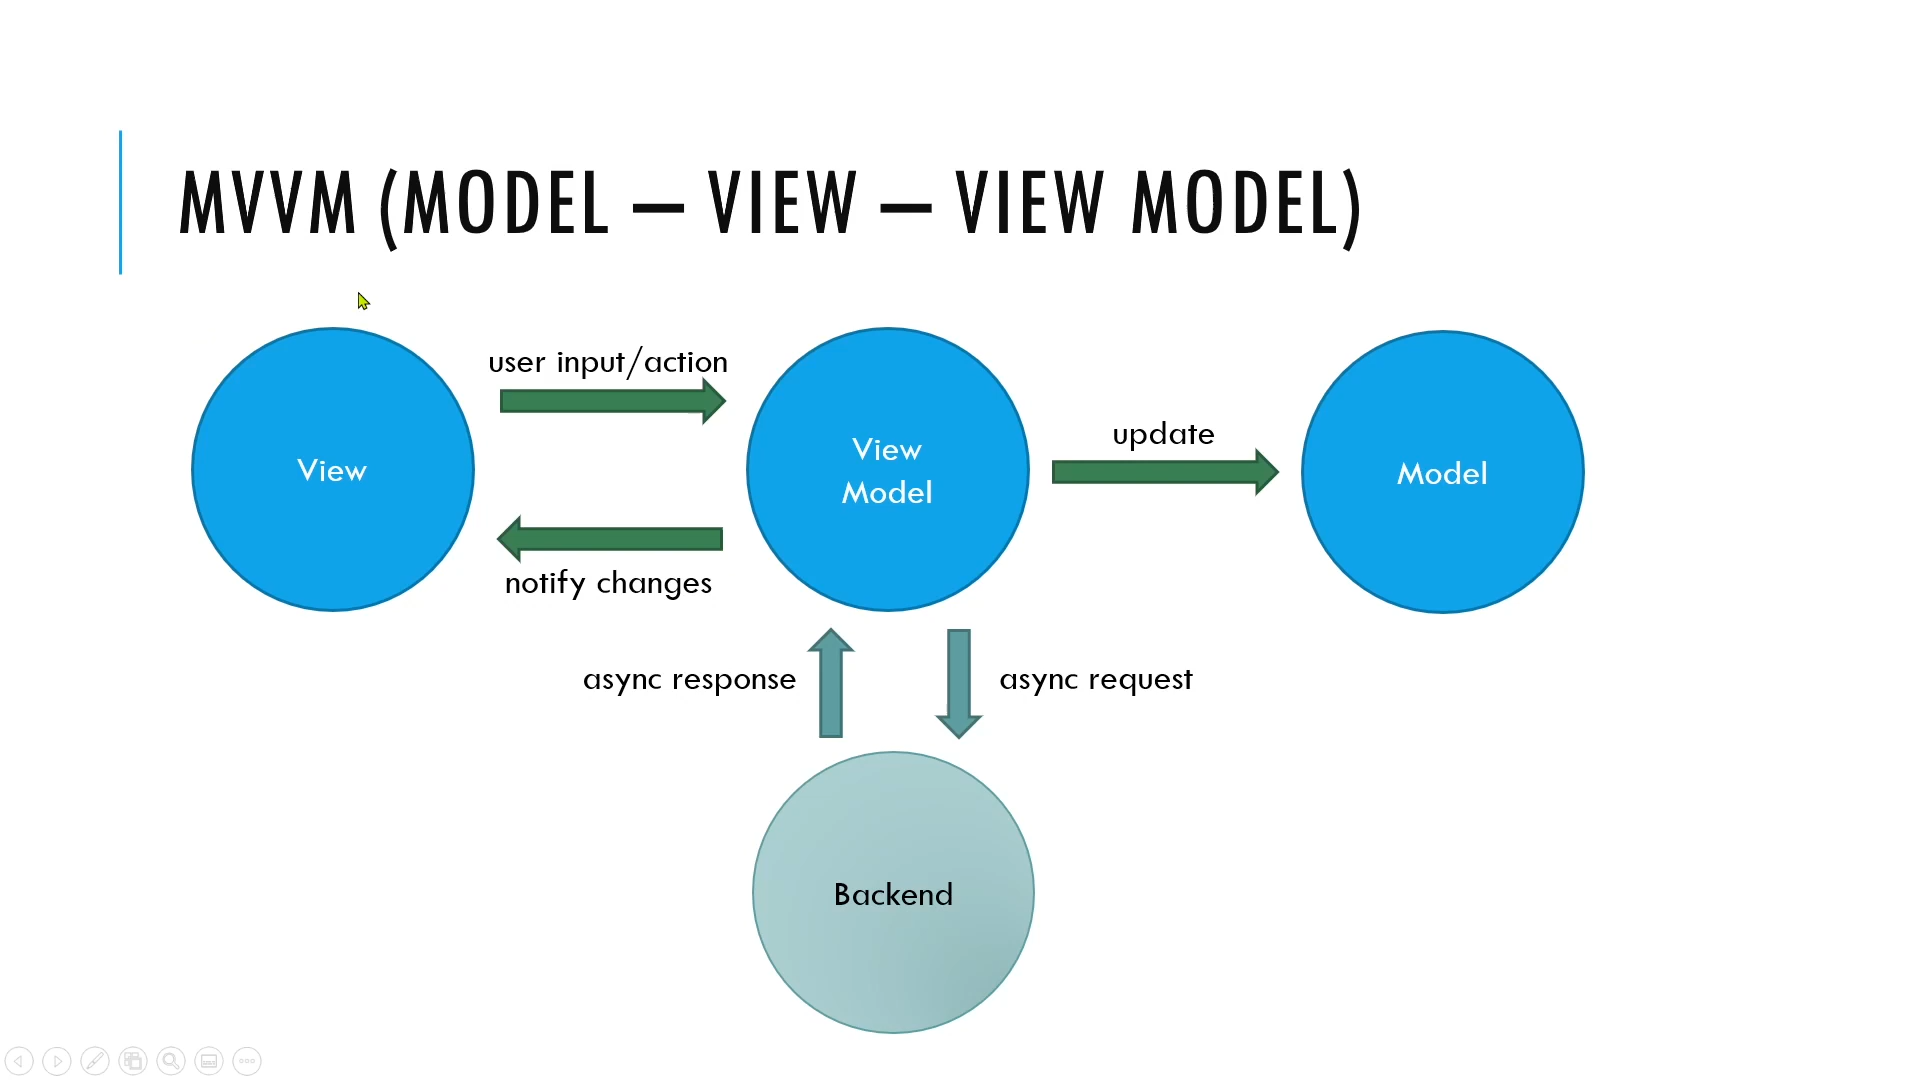 MVVM (MODEL – VIEW – VIEW MODEL)
user input/action
View
View
Model
update
Model
notify changes
async response
async request
Backend